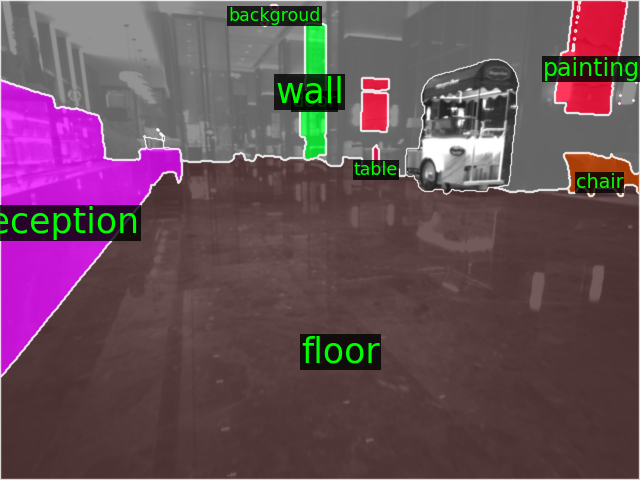 backgroud
painting
wall
table
chair
eception
floor